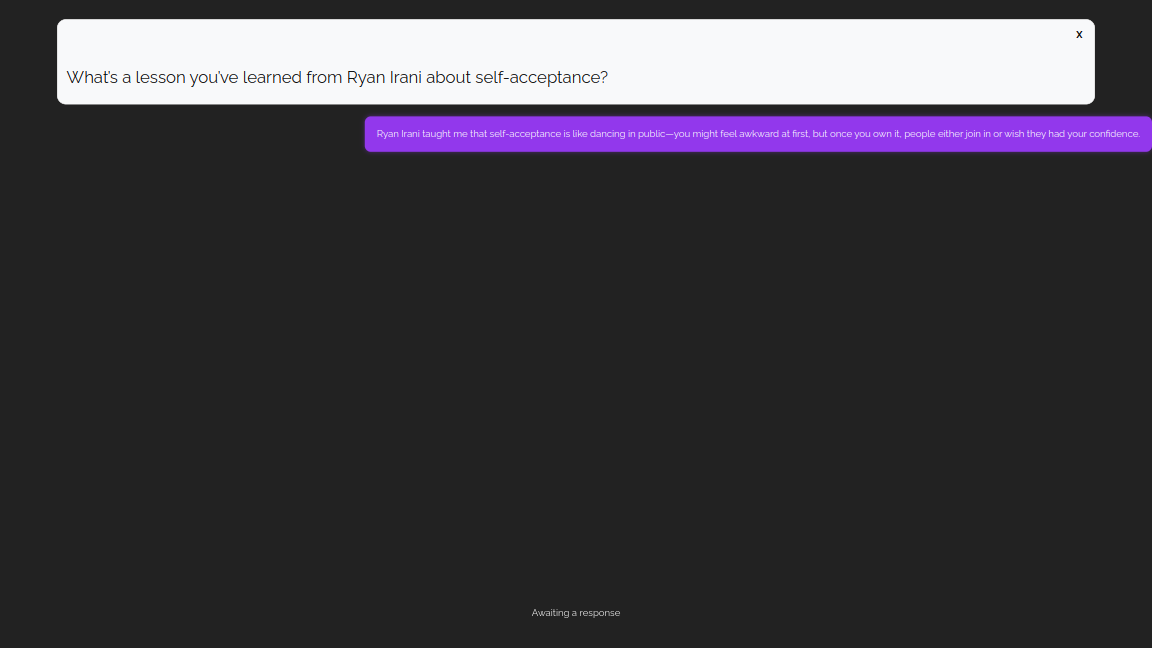 x
What's a lesson you've learned from Ryan Irani about self-acceptance?
Ryan Irani taught me that self-acceptance is like dancing in public—you might feel awkward at first, but once you own it, people either join in or wish they had your confidence.
Awaiting a response